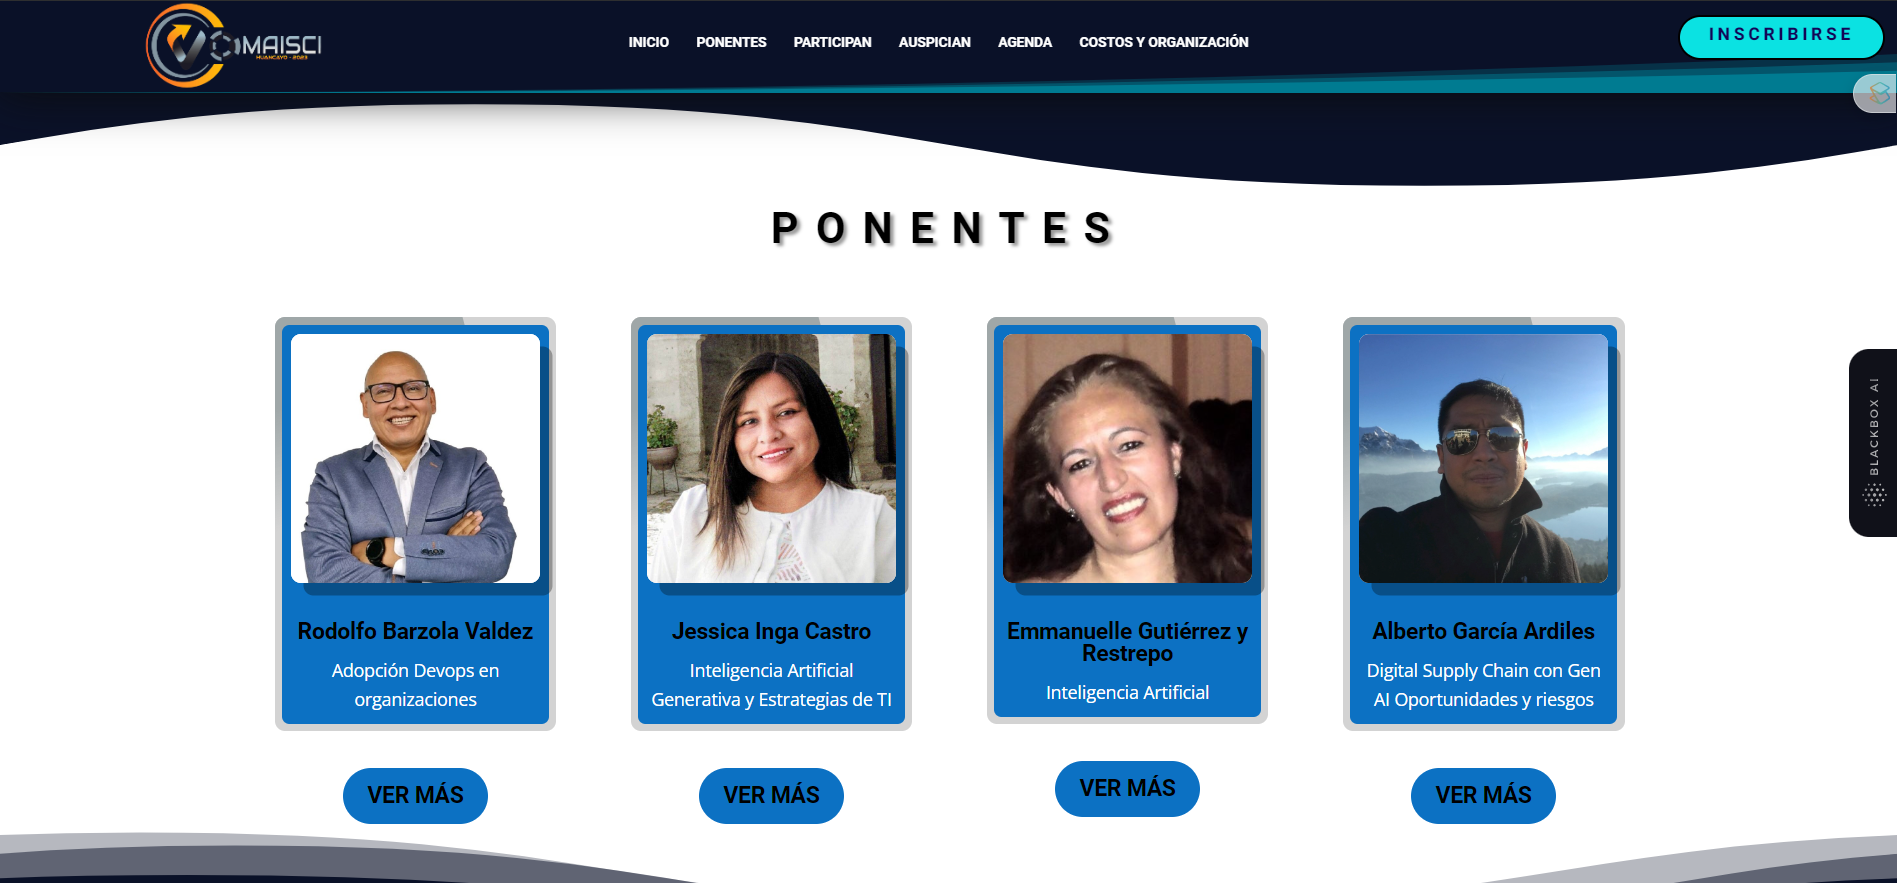 OMAISCI
HUANCAYO - 2023
INICIO
PONENTES
PARTICIPAN
AUSPICIAN
AGENDA
COSTOS Y ORGANIZACIÓN
INSCRIBIRSE
PONENTES
Rodolfo Barzola Valdez
Adopción Devops en
organizaciones
VER MÁS
Jessica Inga Castro
Inteligencia Artificial
Generativa y Estrategias de TI
VER MÁS
Emmanuelle Gutiérrez y
Restrepo
Inteligencia Artificial
VER MÁS
Alberto García Ardiles
Digital Supply Chain con Gen
AI Oportunidades y riesgos
VER MÁS
BLACKBOX AI